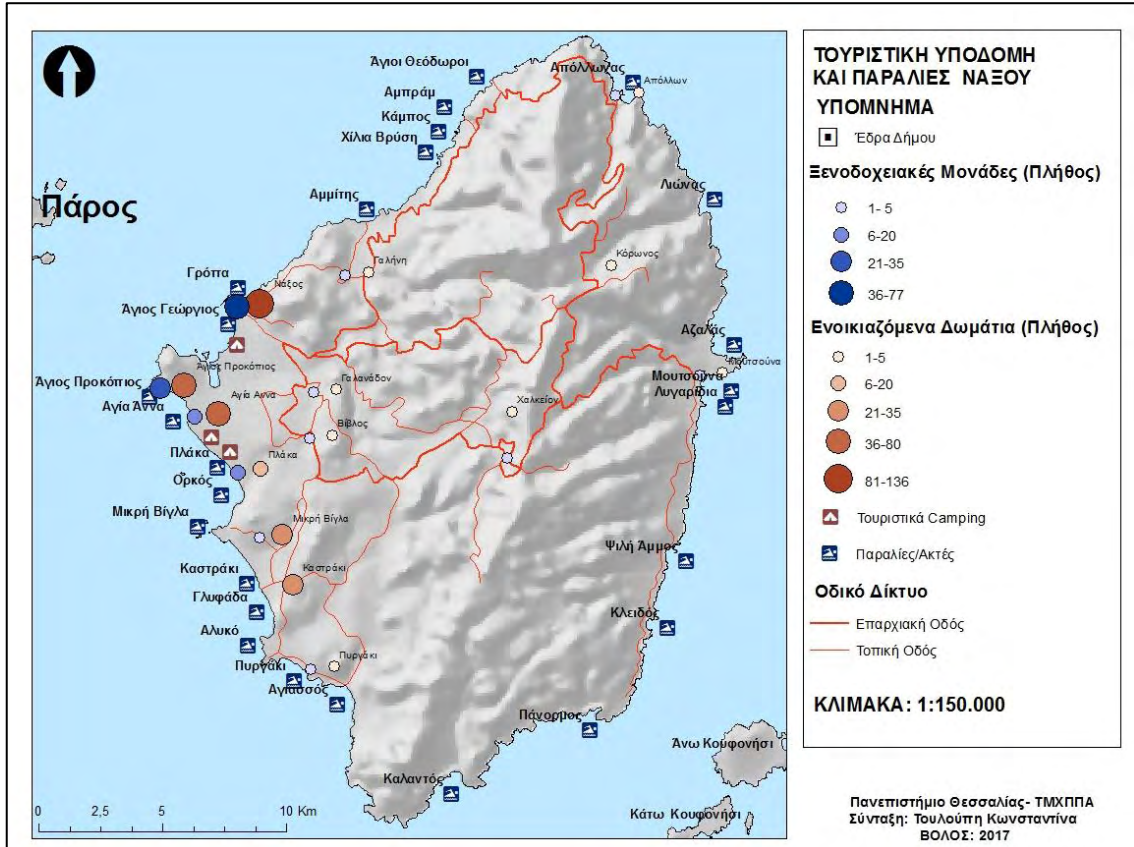 Άγιοι Θεόδωροι
Απόλλωνας
Απόλλων
Αμπράμ
Κάμπος
Χίλια Βρύση
Λιώνας
Πάρος
Αμμίτης
Κόρωνος
Γαλήνη
Γρόττα
Νάξος
Άγιος Γεώργιος
Αζαλάς
Μουτσούνα
Άγιος Προκόπιος
Άγιος Προκόπιος
Γαλανάδον
Μουτσούνα
Λυγαρίδια
Αγία Άννα
Αγία Αννα
Χαλκείον
Βίβλος
Πλάκα
Πλάκα
Ορκός
Μικρή Βίγλα
Μικρή Βίγλα
Ψιλή Άμμος
Καστράκι
Καστράκι
Γλυφάδα
Κλειδός
Αλυκό
Πυργάκι
Πυργάκι
Αγιασσός
Πάνορμος
Άνω Κουφονήσι
Καλαντός
Κάτω Κουφονήσι
0 2,5 5 10 Km
ΤΟΥΡΙΣΤΙΚΗ ΥΠΟΔΟΜΗ
ΚΑΙ ΠΑΡΑΛΙΕΣ ΝΑΞΟΥ
ΥΠΟΜΝΗΜΑ
Έδρα Δήμου
Ξενοδοχειακές Μονάδες (Πλήθος)
1- 5
6-20
21-35
36-77
Ενοικιαζόμενα Δωμάτια (Πλήθος)
1-5
6-20
21-35
36-80
81-136
Τουριστικά Camping
Παραλίες/Ακτές
Οδικό Δίκτυο
Επαρχιακή Οδός
Τοπική Οδός
ΚΛΙΜΑΚΑ: 1:150.000
Πανεπιστήμιο Θεσσαλίας- ΤΜΧΠΠΑ
Σύνταξη: Τουλούπη Κωνσταντίνα
ΒΟΛΟΣ: 2017